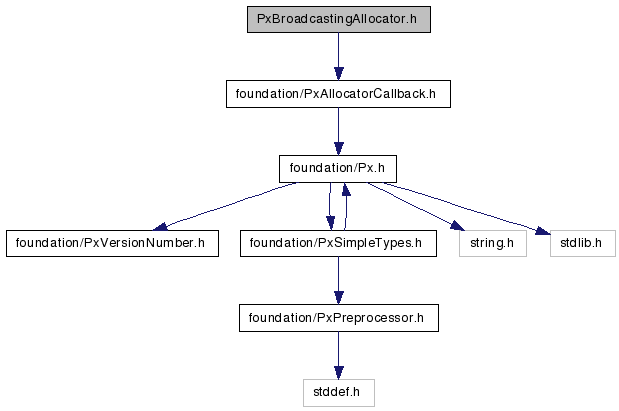 PxBroadcastingAllocator.h
foundation/PxAllocatorCallback.h
foundation/Px.h
foundation/PxVersionNumber.h
foundation/PxSimpleTypes.h
string.h
stdlib.h
foundation/PxPreprocessor.h
stddef.h